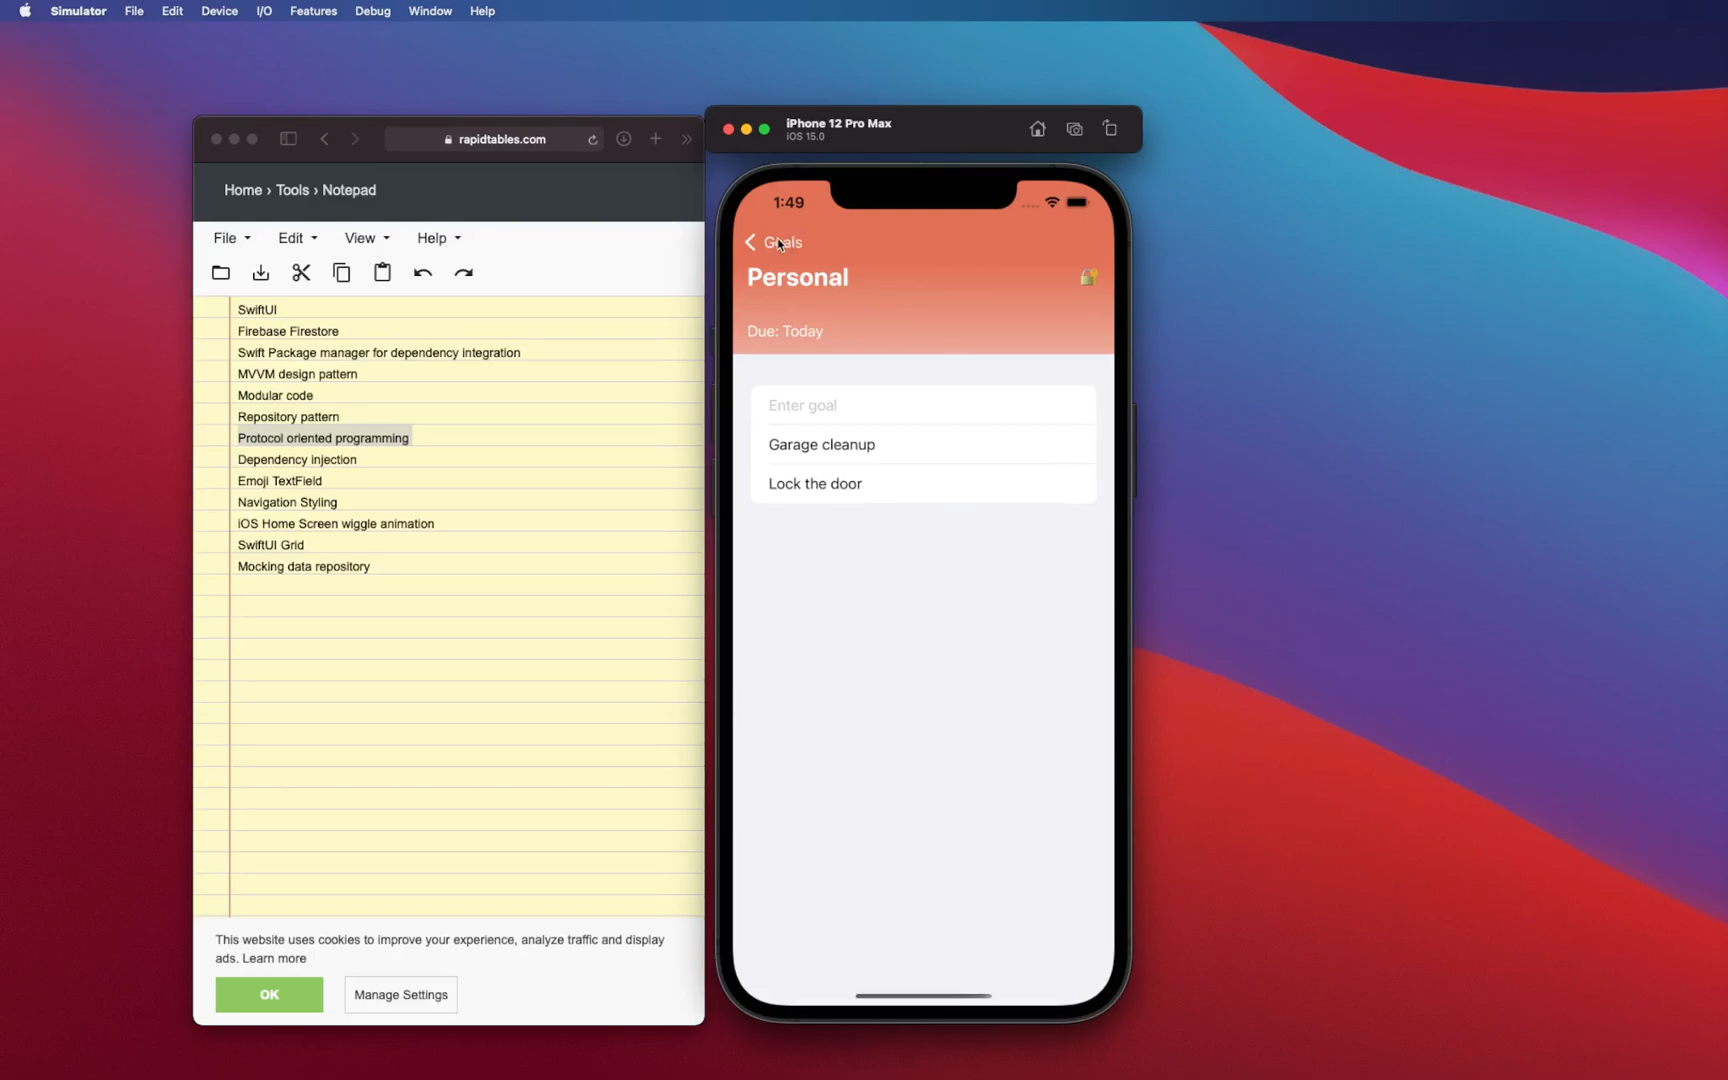 Simulator File Edit Device I/O Features Debug Window Help
rapidtables.com
Home › Tools › Notepad
File Edit View Help
SwiftUI
Firebase Firestore
Swift Package manager for dependency integration
MVVM design pattern
Modular code
Repository pattern
Protocol oriented programming
Dependency injection
Emoji TextField
Navigation Styling
iOS Home Screen wiggle animation
SwiftUI Grid
Mocking data repository
This website uses cookies to improve your experience, analyze traffic and display
ads. Learn more
OK Manage Settings
iPhone 12 Pro Max
iOS 15.0
1:49
Goals
Personal
Due: Today
Enter goal
Garage cleanup
Lock the door